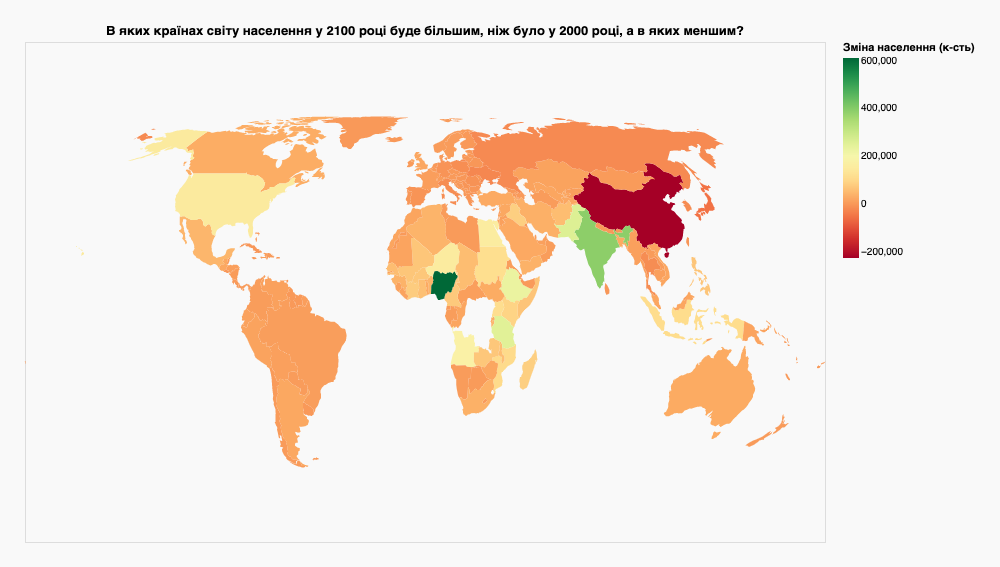 В яких країнах світу населення у 2100 році буде більшим, ніж було у 2000 році, а в яких меншим?
Зміна населення (к-сть)
600,000
400,000
200,000
0
−200,000